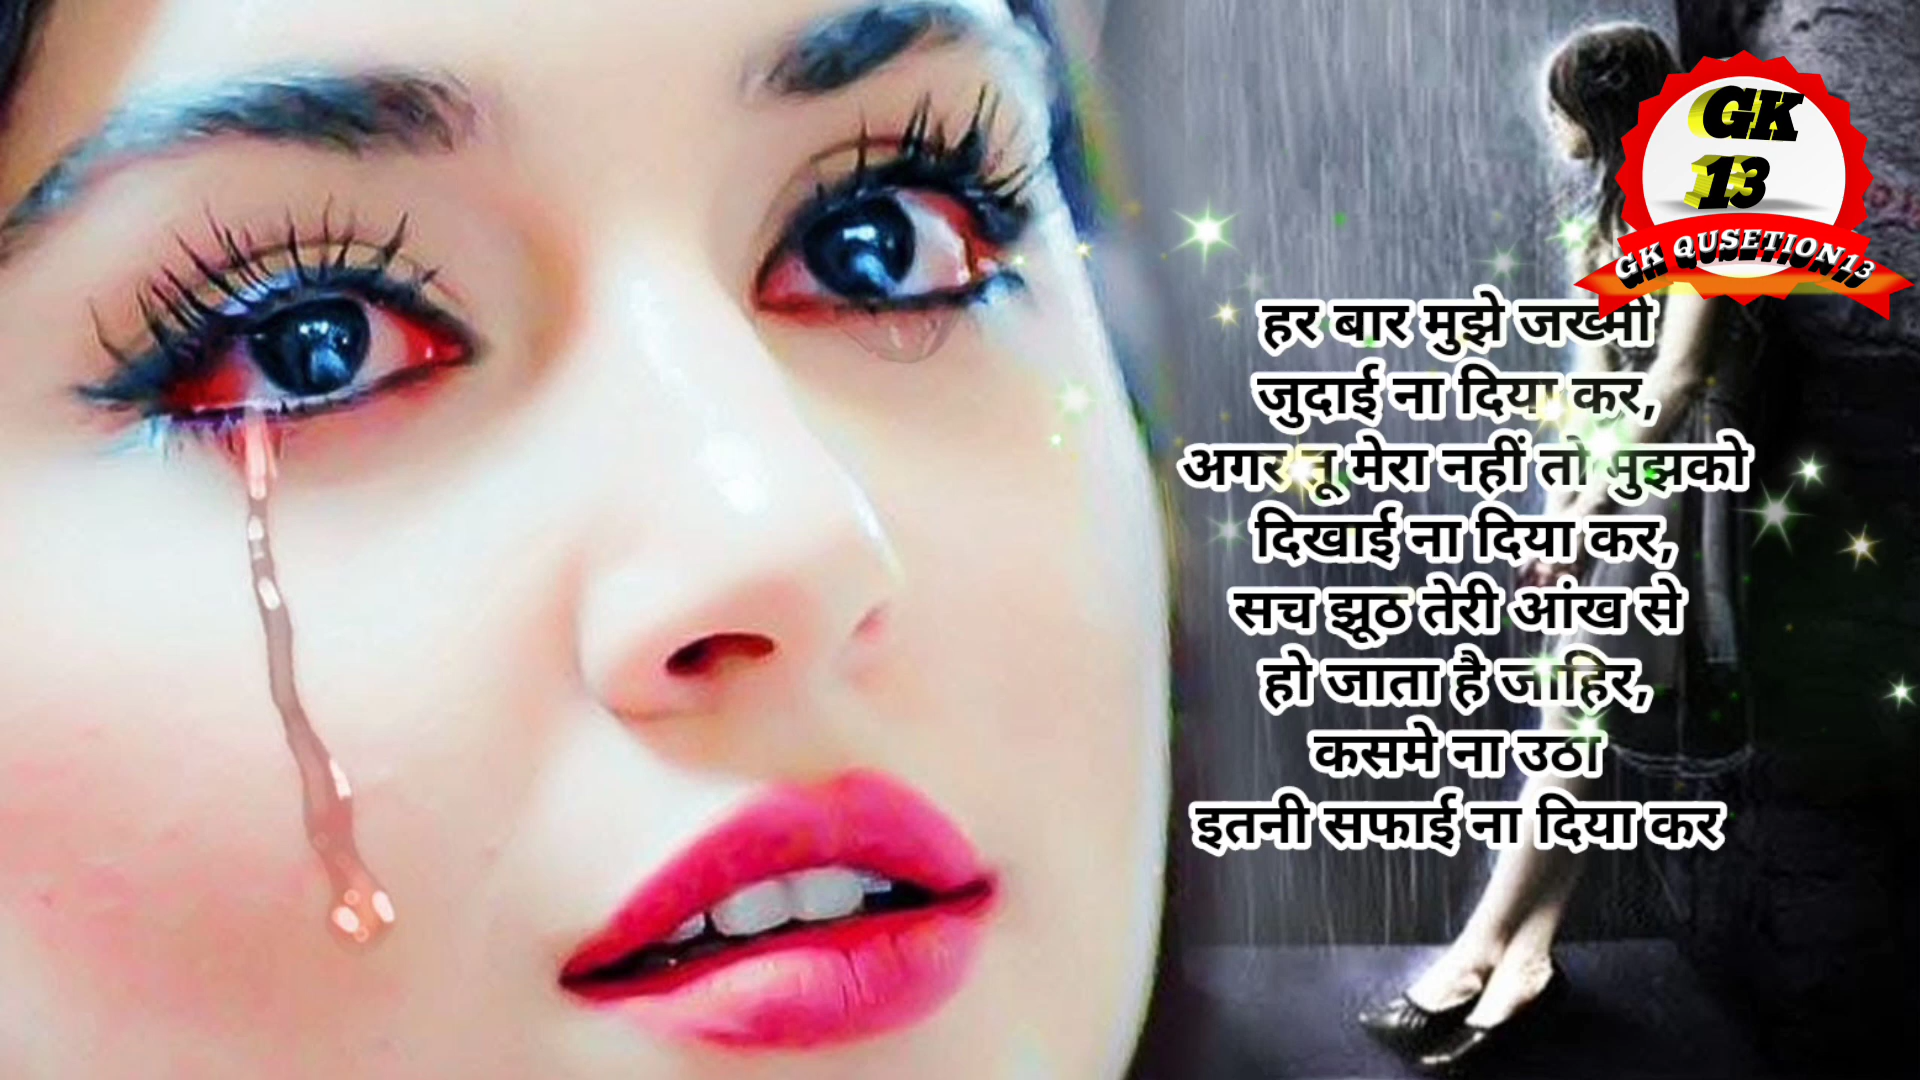 GK
13
GK QUSETION13
हर बार मुझे जख्मी
जुदाई ना दिया कर,
अगर तू मेरा नहीं तो मुझको
दिखाई ना दिया कर,
सच झूठ तेरी आंख से
हो जाता है जाहिर,
कसमे ना उठा
इतनी सफाई ना दिया कर